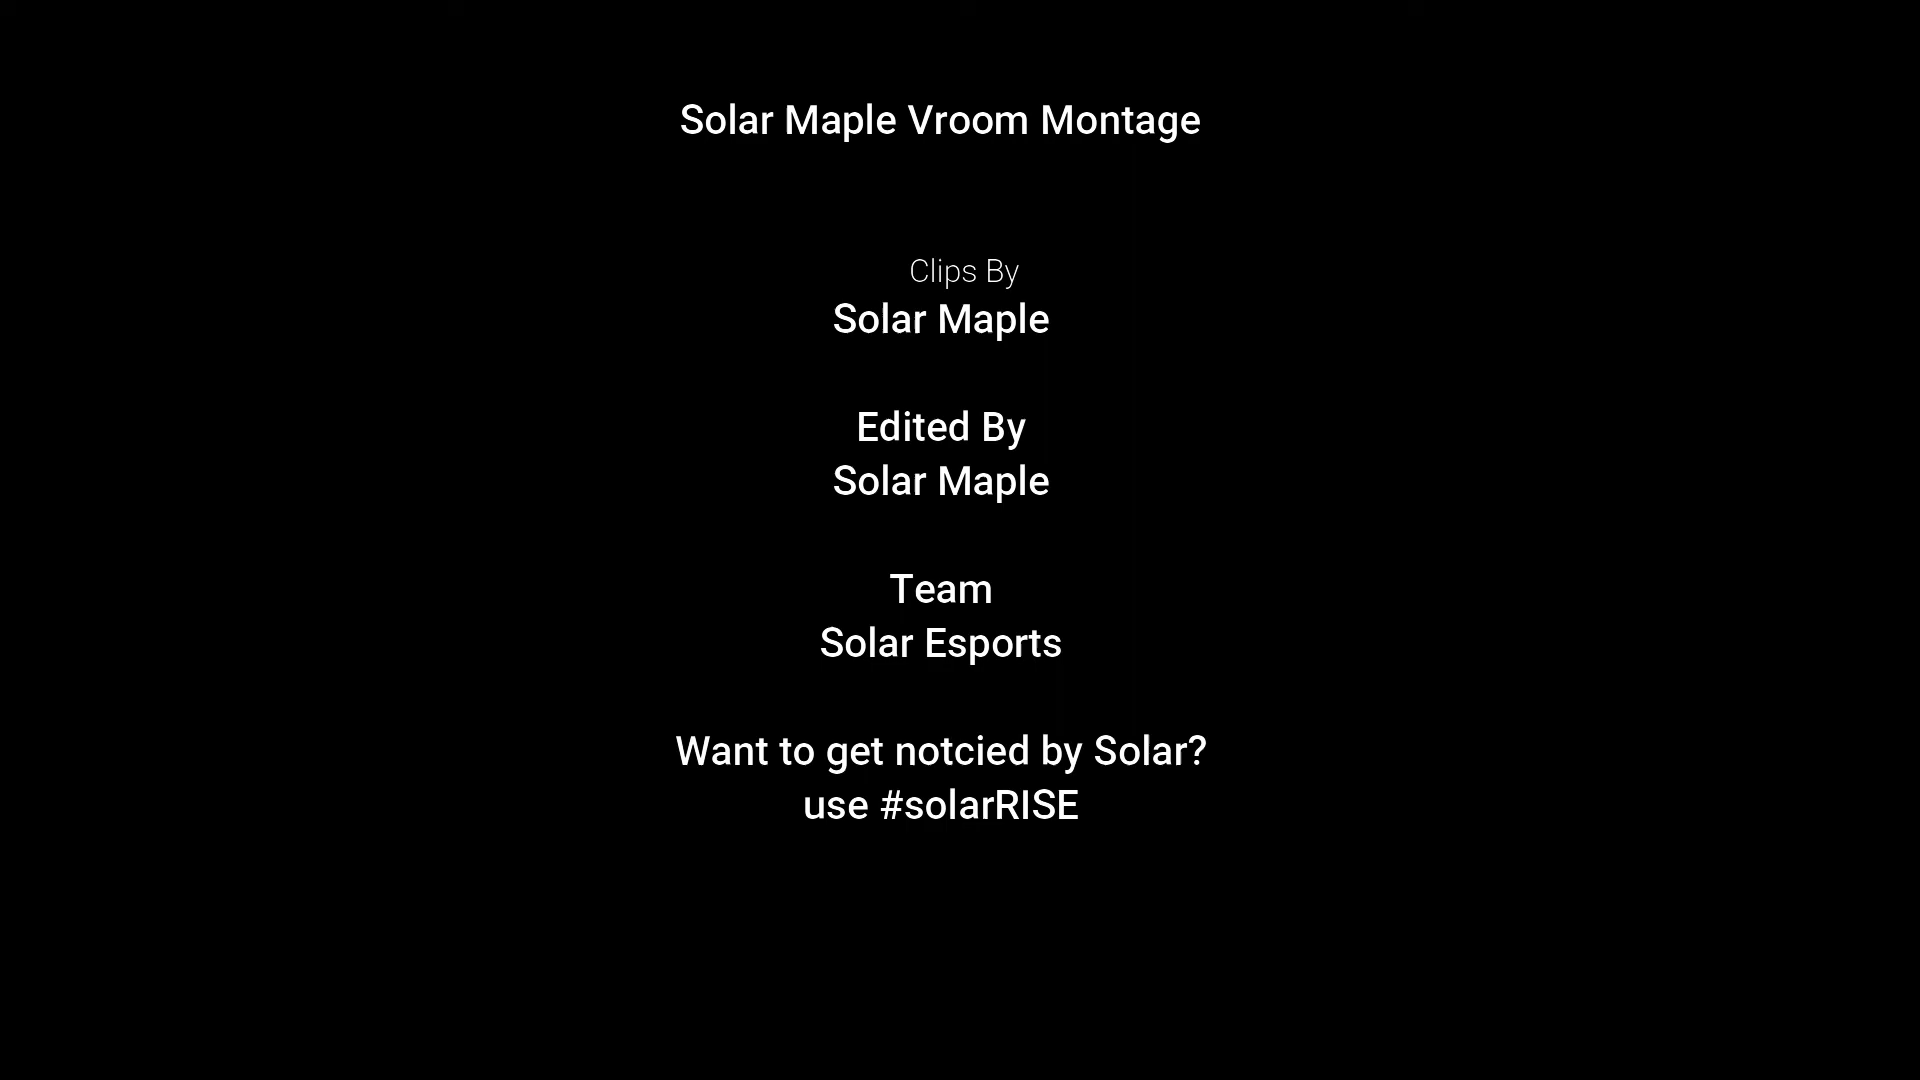 Solar Maple Vroom Montage
Clips By
Solar Maple
Edited By
Solar Maple
Team
Solar Esports
Want to get notcied by Solar?
use #solarRISE